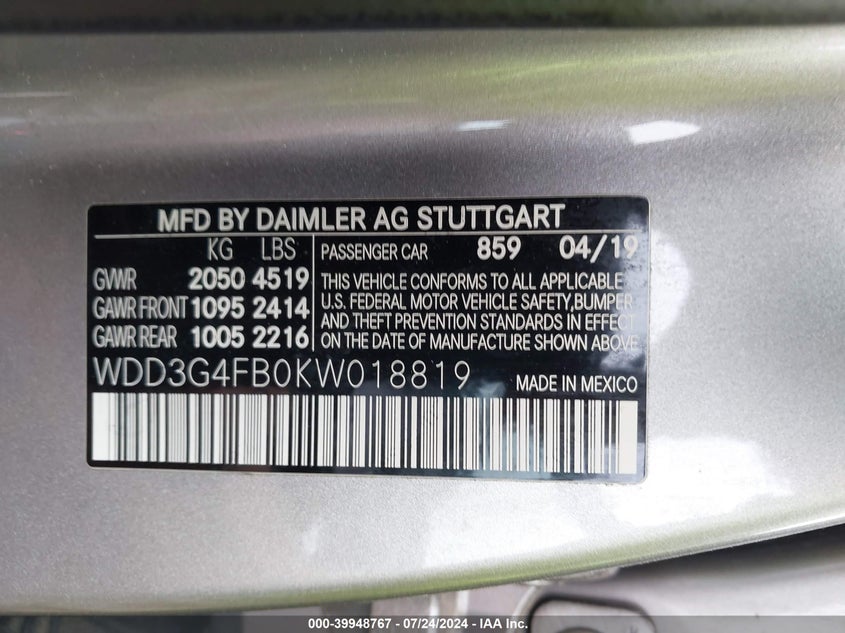 MFD BY DAIMLER AG STUTTGART
KG LBS
GVWR 2050 4519
GAWR FRONT 1095 2414
GAWR REAR 1005 2216
PASSENGER CAR 859 04/19
THIS VEHICLE CONFORMS TO ALL APPLICABLE
U.S. FEDERAL MOTOR VEHICLE SAFETY, BUMPER
AND THEFT PREVENTION STANDARDS IN EFFECT
ON THE DATE OF MANUFACTURE SHOWN ABOVE
WDD3G4FB0KW018819 MADE IN MEXICO
000-39948767 - 07/24/2024 - IAA Inc.